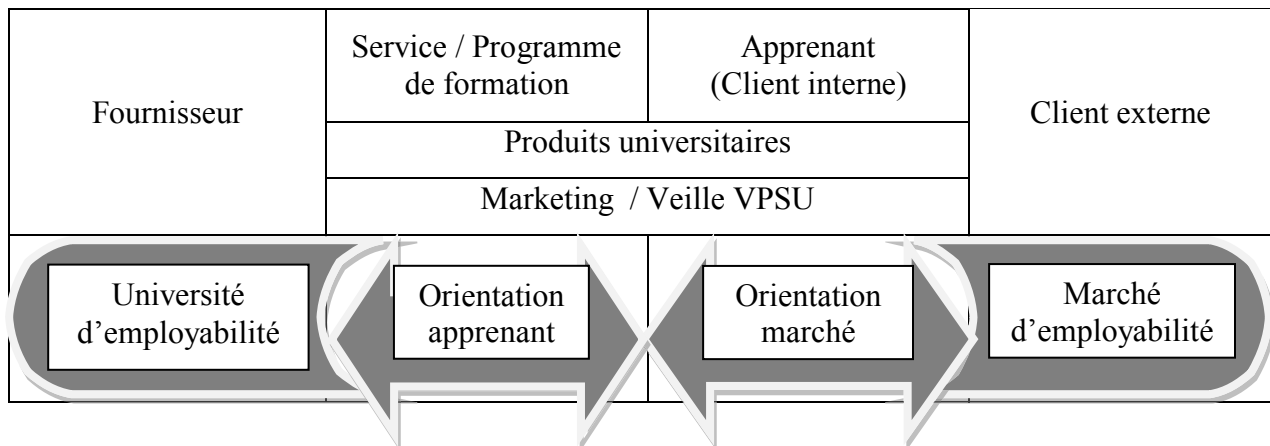 Fournisseur
Service / Programme
de formation
Apprenant
(Client interne)
Client externe
Produits universitaires
Marketing / Veille VPSU
Université
d’employabilité
Orientation
apprenant
Orientation
marché
Marché
d’employabilité